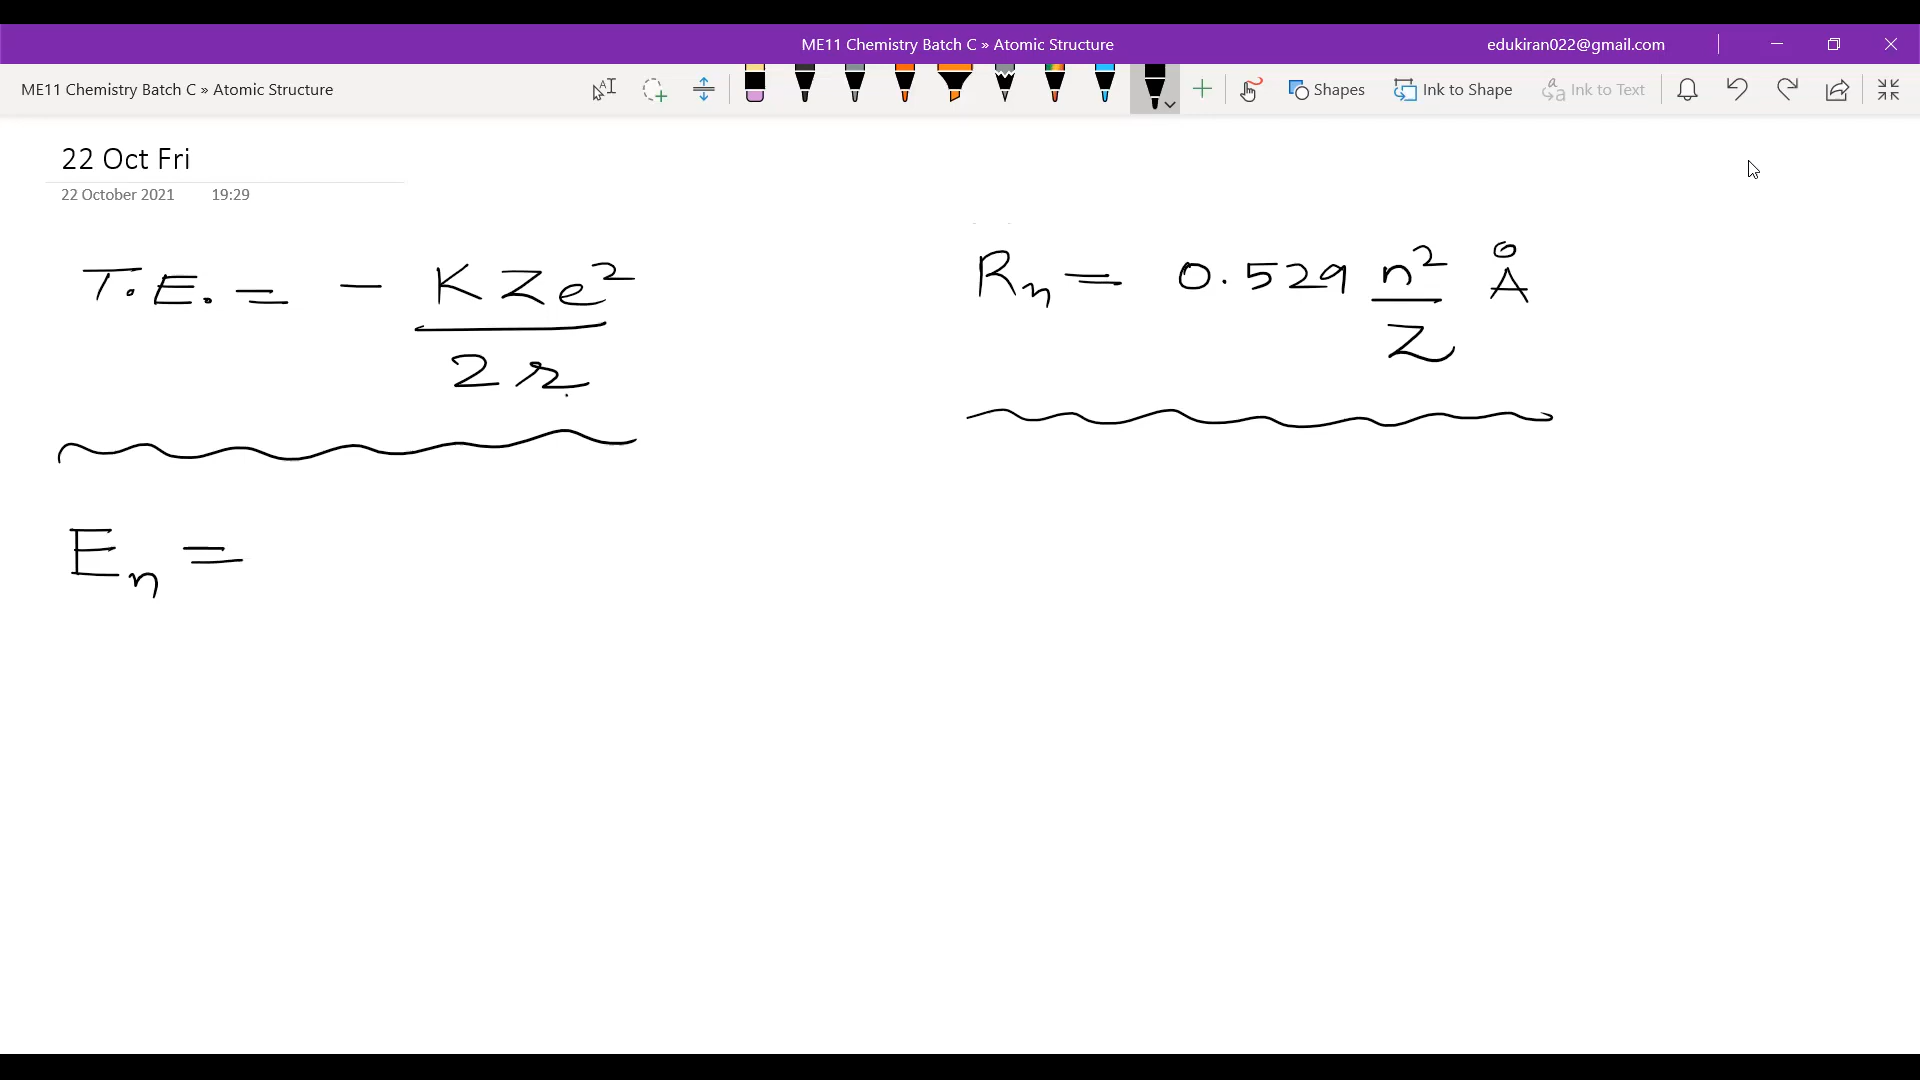 ME11 Chemistry Batch C » Atomic Structure
edukiran022@gmail.com
ME11 Chemistry Batch C » Atomic Structure
Shapes
Ink to Shape
Ink to Text
22 Oct Fri
22 October 2021 19:29
T.E. = - KZe²
2r
Rₙ = 0.529 n² Å
Z
Eₙ =